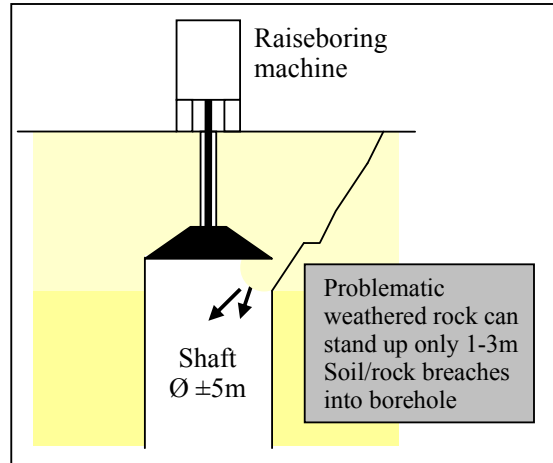 Raiseboring
machine
Problematic
weathered rock can
stand up only 1-3m
Soil/rock breaches
into borehole
Shaft
Ø ±5m